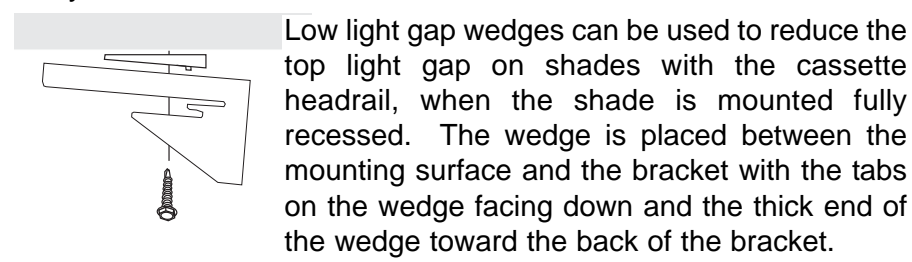 Low light gap wedges can be used to reduce the
top light gap on shades with the cassette
headrail, when the shade is mounted fully
recessed. The wedge is placed between the
mounting surface and the bracket with the tabs
on the wedge facing down and the thick end of
the wedge toward the back of the bracket.